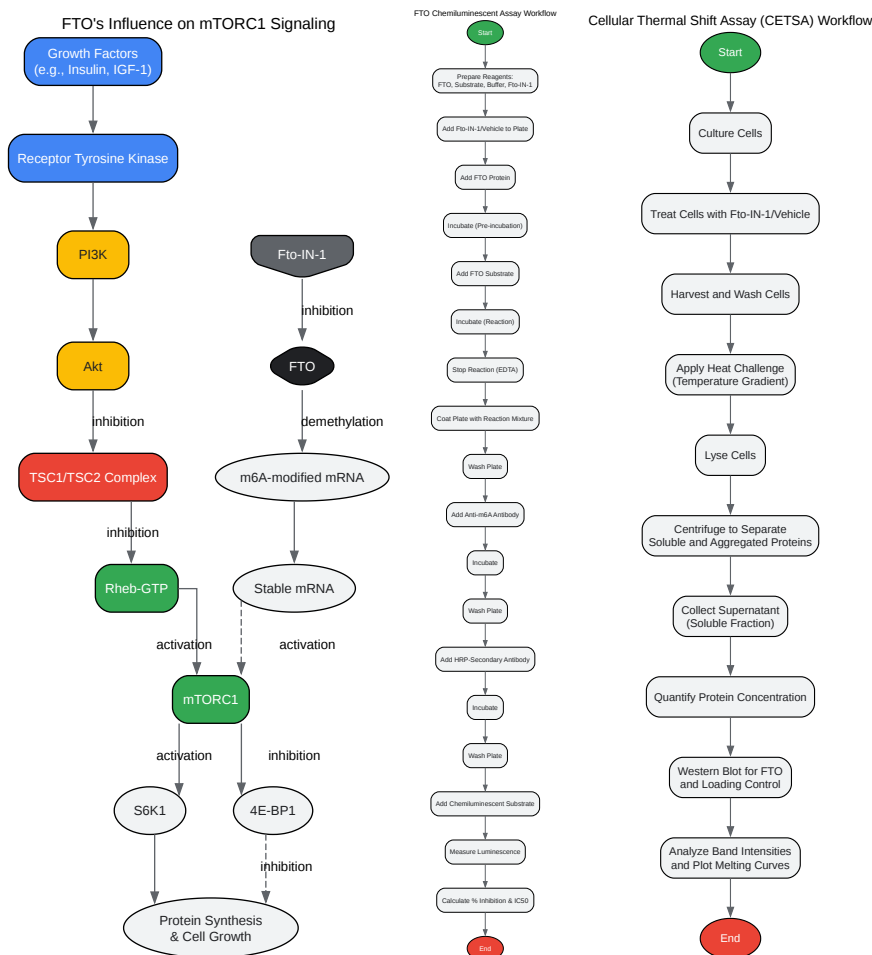 FTO's Influence on mTORC1 Signaling
Growth Factors
(e.g., Insulin, IGF-1)
Receptor Tyrosine Kinase
PI3K
Fto-IN-1
inhibition
Akt
FTO
inhibition
demethylation
TSC1/TSC2 Complex
m6A-modified mRNA
inhibition
Rheb-GTP
Stable mRNA
activation
activation
mTORC1
activation
inhibition
S6K1
4E-BP1
inhibition
Protein Synthesis
& Cell Growth
FTO Chemiluminescent Assay Workflow
Start
Prepare Reagents:
FTO, Substrate, Buffer, Fto-IN-1
Add Fto-IN-1/Vehicle to Plate
Add FTO Protein
Incubate (Pre-incubation)
Add FTO Substrate
Incubate (Reaction)
Stop Reaction (EDTA)
Coat Plate with Reaction Mixture
Wash Plate
Add Anti-m6A Antibody
Incubate
Wash Plate
Add HRP-Secondary Antibody
Incubate
Wash Plate
Add Chemiluminescent Substrate
Measure Luminescence
Calculate % Inhibition & IC50
End
Cellular Thermal Shift Assay (CETSA) Workflow
Start
Culture Cells
Treat Cells with Fto-IN-1/Vehicle
Harvest and Wash Cells
Apply Heat Challenge
(Temperature Gradient)
Lyse Cells
Centrifuge to Separate
Soluble and Aggregated Proteins
Collect Supernatant
(Soluble Fraction)
Quantify Protein Concentration
Western Blot for FTO
and Loading Control
Analyze Band Intensities
and Plot Melting Curves
End